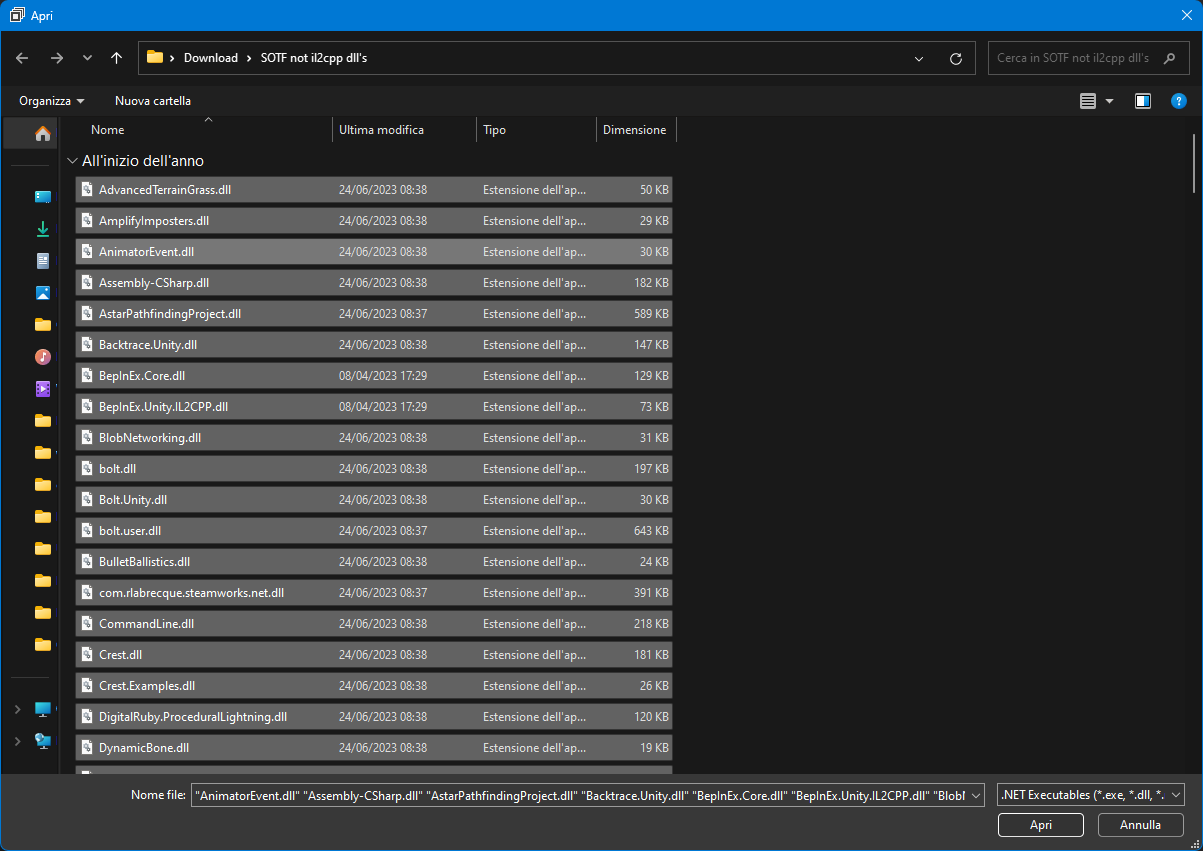 Apri
Download > SOTF not il2cpp dll's
Cerca in SOTF not il2cpp dll's
Organizza
Nuova cartella
Nome Ultima modifica Tipo Dimensione
All'inizio dell'anno
AdvancedTerrainGrass.dll 24/06/2023 08:38 Estensione dell'ap... 50 KB
AmplifyImposters.dll 24/06/2023 08:38 Estensione dell'ap... 29 KB
AnimatorEvent.dll 24/06/2023 08:38 Estensione dell'ap... 30 KB
Assembly-CSharp.dll 24/06/2023 08:38 Estensione dell'ap... 182 KB
AstarPathfindingProject.dll 24/06/2023 08:37 Estensione dell'ap... 589 KB
Backtrace.Unity.dll 24/06/2023 08:38 Estensione dell'ap... 147 KB
BepInEx.Core.dll 08/04/2023 17:29 Estensione dell'ap... 129 KB
BepInEx.Unity.IL2CPP.dll 08/04/2023 17:29 Estensione dell'ap... 73 KB
BlobNetworking.dll 24/06/2023 08:38 Estensione dell'ap... 31 KB
bolt.dll 24/06/2023 08:38 Estensione dell'ap... 197 KB
Bolt.Unity.dll 24/06/2023 08:38 Estensione dell'ap... 30 KB
bolt.user.dll 24/06/2023 08:37 Estensione dell'ap... 643 KB
BulletBallistics.dll 24/06/2023 08:38 Estensione dell'ap... 24 KB
com.rlabrecque.steamworks.net.dll 24/06/2023 08:37 Estensione dell'ap... 391 KB
CommandLine.dll 24/06/2023 08:38 Estensione dell'ap... 218 KB
Crest.dll 24/06/2023 08:38 Estensione dell'ap... 181 KB
Crest.Examples.dll 24/06/2023 08:38 Estensione dell'ap... 26 KB
DigitalRuby.ProceduralLightning.dll 24/06/2023 08:38 Estensione dell'ap... 120 KB
DynamicBone.dll 24/06/2023 08:38 Estensione dell'ap... 19 KB
Nome file: "AnimatorEvent.dll" "Assembly-CSharp.dll" "AstarPathfindingProject.dll" "Backtrace.Unity.dll" "BepInEx.Core.dll" "BepInEx.Unity.IL2CPP.dll" "Blob
.NET Executables (*.exe, *.dll, *.
Apri
Annulla